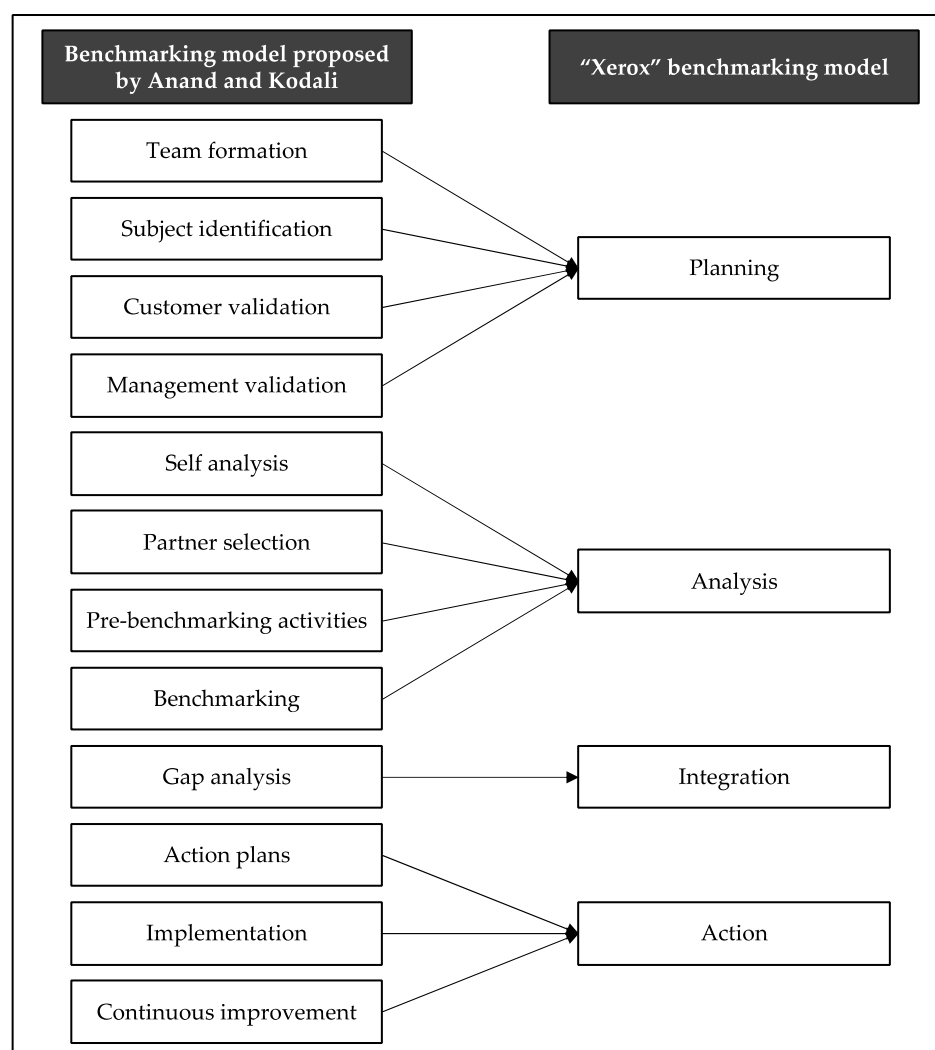 Benchmarking model proposed
by Anand and Kodali
“Xerox” benchmarking model
Team formation
Subject identification
Customer validation
Management validation
Self analysis
Partner selection
Pre-benchmarking activities
Benchmarking
Gap analysis
Action plans
Implementation
Continuous improvement
Planning
Analysis
Integration
Action